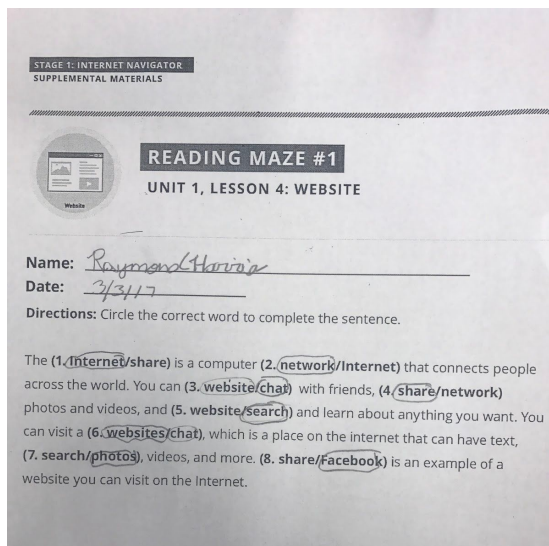 STAGE 1: INTERNET NAVIGATOR
SUPPLEMENTAL MATERIALS
READING MAZE #1
UNIT 1, LESSON 4: WEBSITE
Website
Name: Raymond Harris
Date: 3/3/17
Directions: Circle the correct word to complete the sentence.
The (1. Internet/share) is a computer (2. network/Internet) that connects people
across the world. You can (3. website/chat) with friends, (4. share/network)
photos and videos, and (5. website/search) and learn about anything you want. You
can visit a (6. websites/chat), which is a place on the internet that can have text,
(7. search/photos), videos, and more. (8. share/Facebook) is an example of a
website you can visit on the Internet.